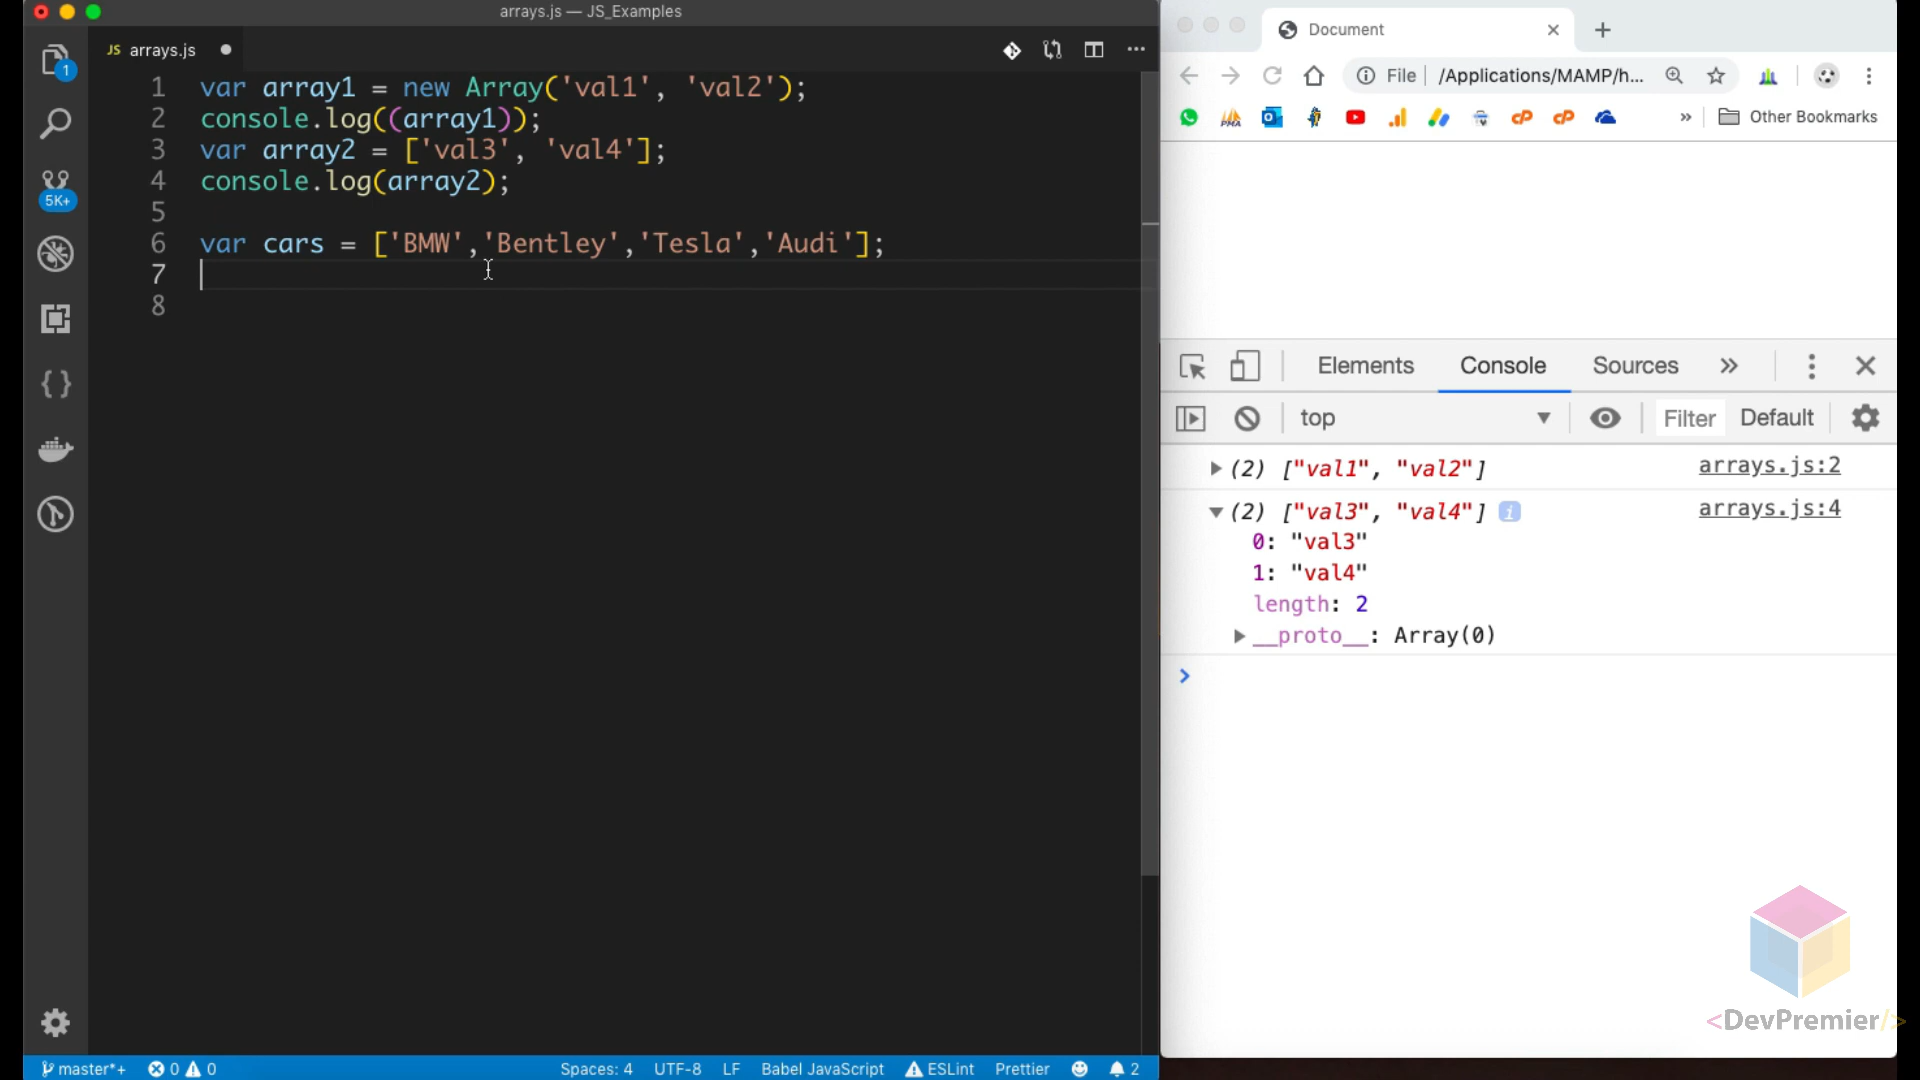 arrays.js — JS_Examples
JS arrays.js
1 var array1 = new Array('val1', 'val2');
2 console.log((array1));
3 var array2 = ['val3', 'val4'];
4 console.log(array2);
5
6 var cars = ['BMW','Bentley','Tesla','Audi'];
7
8
1
5K+
master*+ 0 0 Spaces: 4 UTF-8 LF Babel JavaScript ESLint Prettier 2
Document
File /Applications/MAMP/h...
PMA cP cP » Other Bookmarks
Elements Console Sources »
top Filter Default
(2) ["val1", "val2"] arrays.js:2
(2) ["val3", "val4"] i arrays.js:4
0: "val3"
1: "val4"
length: 2
__proto__: Array(0)
<DevPremier/>